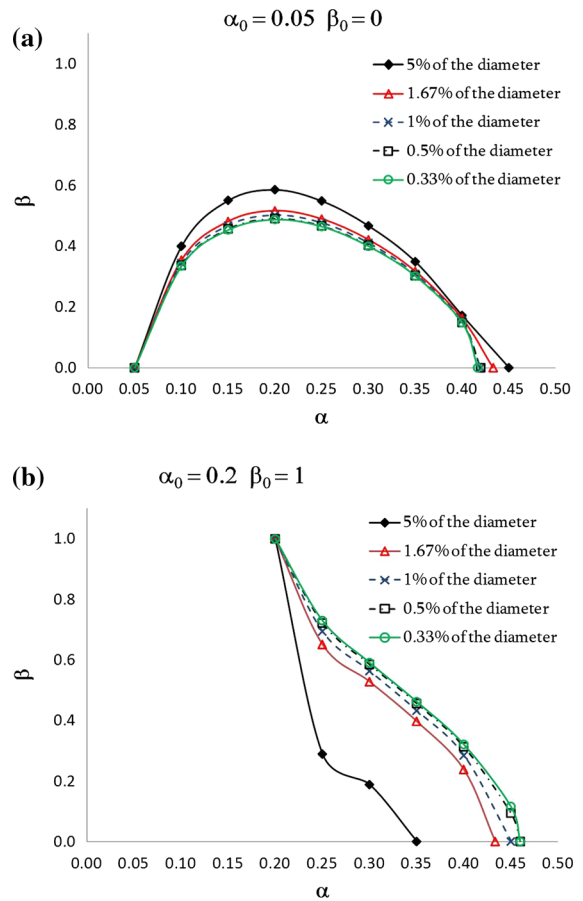 (a)
α₀ = 0.05 β₀ = 0
1.0
0.8
0.6
0.4
0.2
0.0
β
5% of the diameter
1.67% of the diameter
1% of the diameter
0.5% of the diameter
0.33% of the diameter
0.00 0.05 0.10 0.15 0.20 0.25 0.30 0.35 0.40 0.45 0.50
α
(b)
α₀ = 0.2 β₀ = 1
1.0
0.8
0.6
0.4
0.2
0.0
β
5% of the diameter
1.67% of the diameter
1% of the diameter
0.5% of the diameter
0.33% of the diameter
0.00 0.05 0.10 0.15 0.20 0.25 0.30 0.35 0.40 0.45 0.50
α